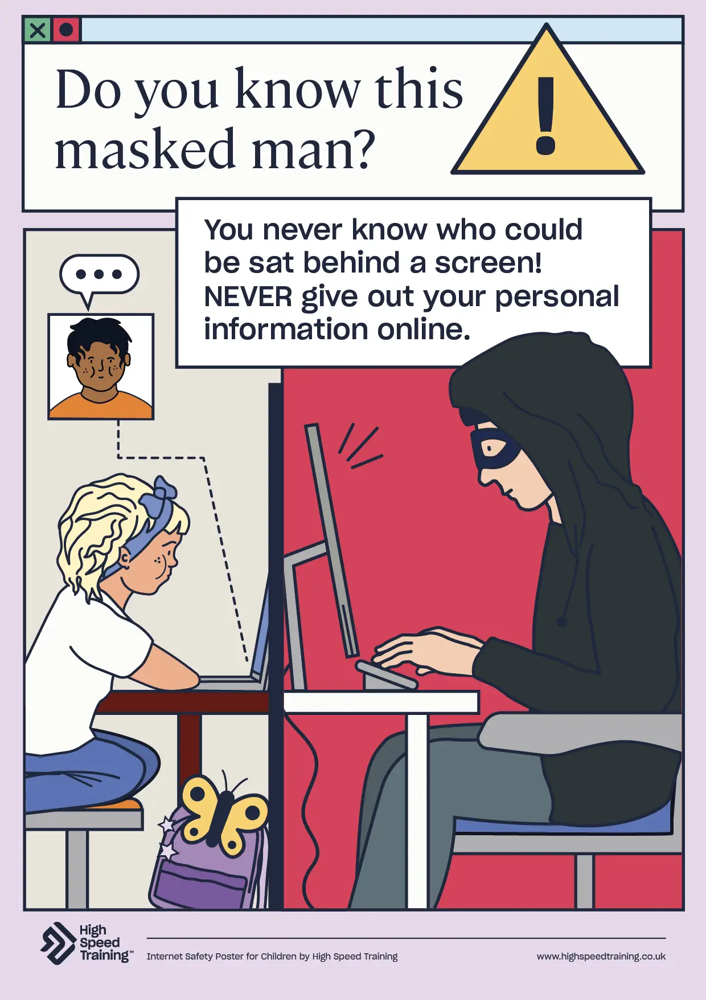 Do you know this
masked man?
!
You never know who could
be sat behind a screen!
NEVER give out your personal
information online.
High
Speed
Training™
Internet Safety Poster for Children by High Speed Training
www.highspeedtraining.co.uk